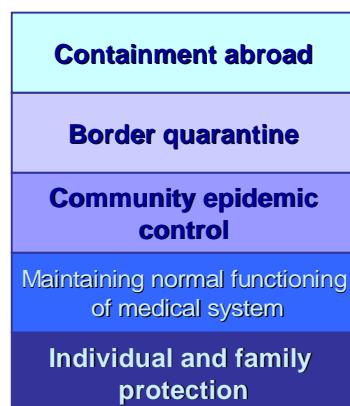 Containment abroad
Border quarantine
Community epidemic
control
Maintaining normal functioning
of medical system
Individual and family
protection